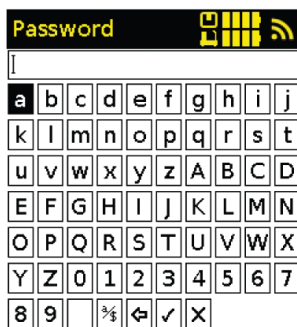 Password
a b c d e f g h i j
k l m n o p q r s t
u v w x y z A B C D
E F G H I J K L M N
O P Q R S T U V W X
Y Z 0 1 2 3 4 5 6 7
8 9 a/$ ⇦ ✓ X